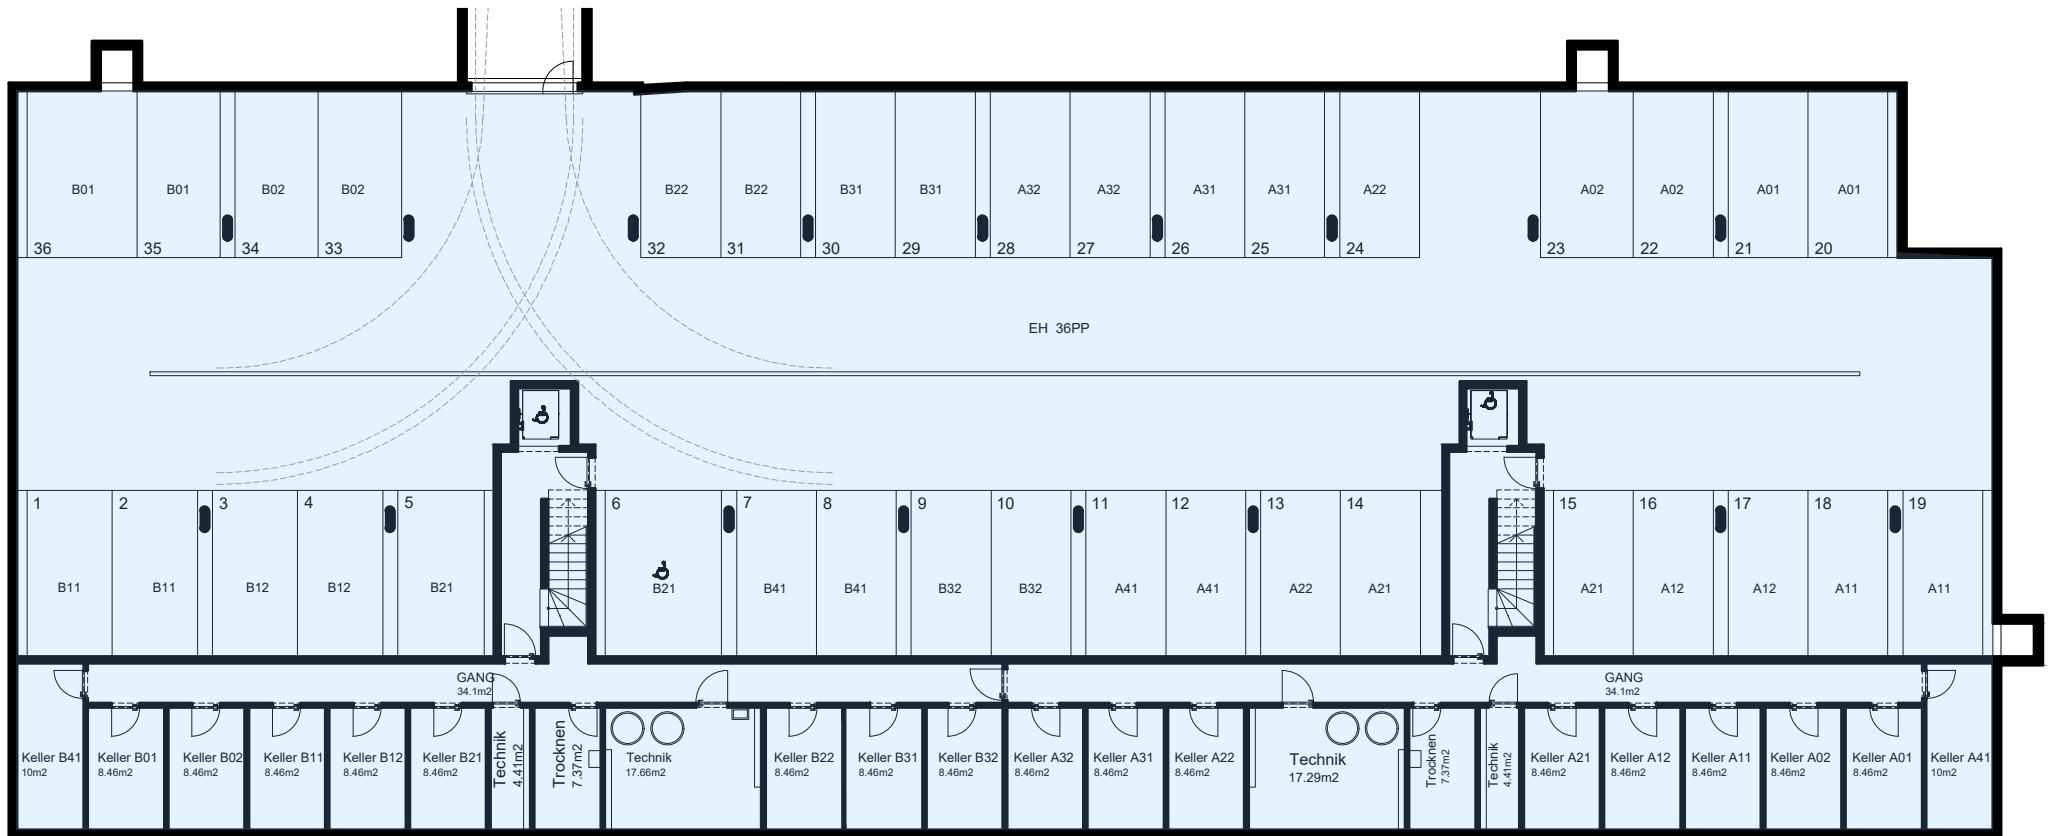 B01 B01 B02 B02 B22 B22 B31 B31 A32 A32 A31 A31 A22 A02 A02 A01 A01
36 35 34 33 32 31 30 29 28 27 26 25 24 23 22 21 20
EH 36PP
1 2 3 4 5 6 7 8 9 10 11 12 13 14 15 16 17 18 19
B11 B11 B12 B12 B21 B21 B41 B41 B32 B32 A41 A41 A22 A21 A21 A12 A12 A11 A11
GANG
34.1m2
GANG
34.1m2
Keller B41
10m2
Keller B01
8.46m2
Keller B02
8.46m2
Keller B11
8.46m2
Keller B12
8.46m2
Keller B21
8.46m2
Technik
4.41m2
Trocknen
7.37m2
Technik
17.66m2
Keller B22
8.46m2
Keller B31
8.46m2
Keller B32
8.46m2
Keller A32
8.46m2
Keller A31
8.46m2
Keller A22
8.46m2
Technik
17.29m2
Trocknen
7.37m2
Technik
4.41m2
Keller A21
8.46m2
Keller A12
8.46m2
Keller A11
8.46m2
Keller A02
8.46m2
Keller A01
8.46m2
Keller A41
10m2